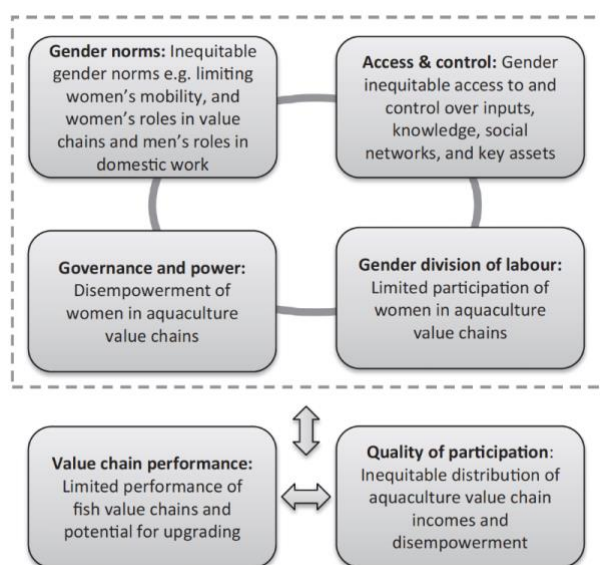 Gender norms: Inequitable
gender norms e.g. limiting
women's mobility, and
women's roles in value
chains and men's roles in
domestic work
Access & control: Gender
inequitable access to and
control over inputs,
knowledge, social
networks, and key assets
Governance and power:
Disempowerment of
women in aquaculture
value chains
Gender division of labour:
Limited participation of
women in aquaculture
value chains
Value chain performance:
Limited performance of
fish value chains and
potential for upgrading
Quality of participation:
Inequitable distribution of
aquaculture value chain
incomes and
disempowerment